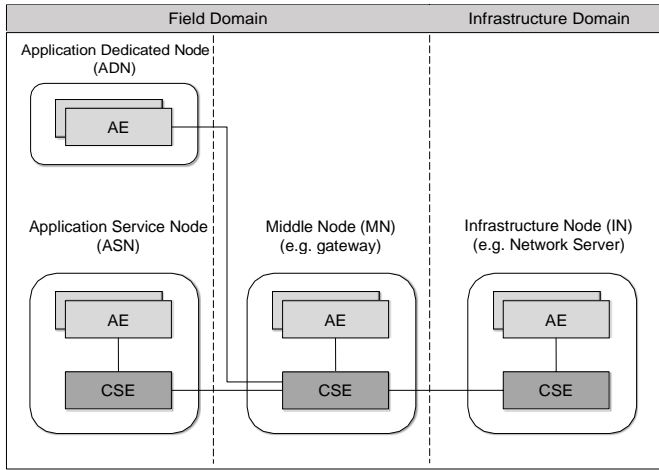 Field Domain
Infrastructure Domain
Application Dedicated Node
(ADN)
AE
Application Service Node
(ASN)
Middle Node (MN)
(e.g. gateway)
Infrastructure Node (IN)
(e.g. Network Server)
AE
AE
AE
CSE
CSE
CSE